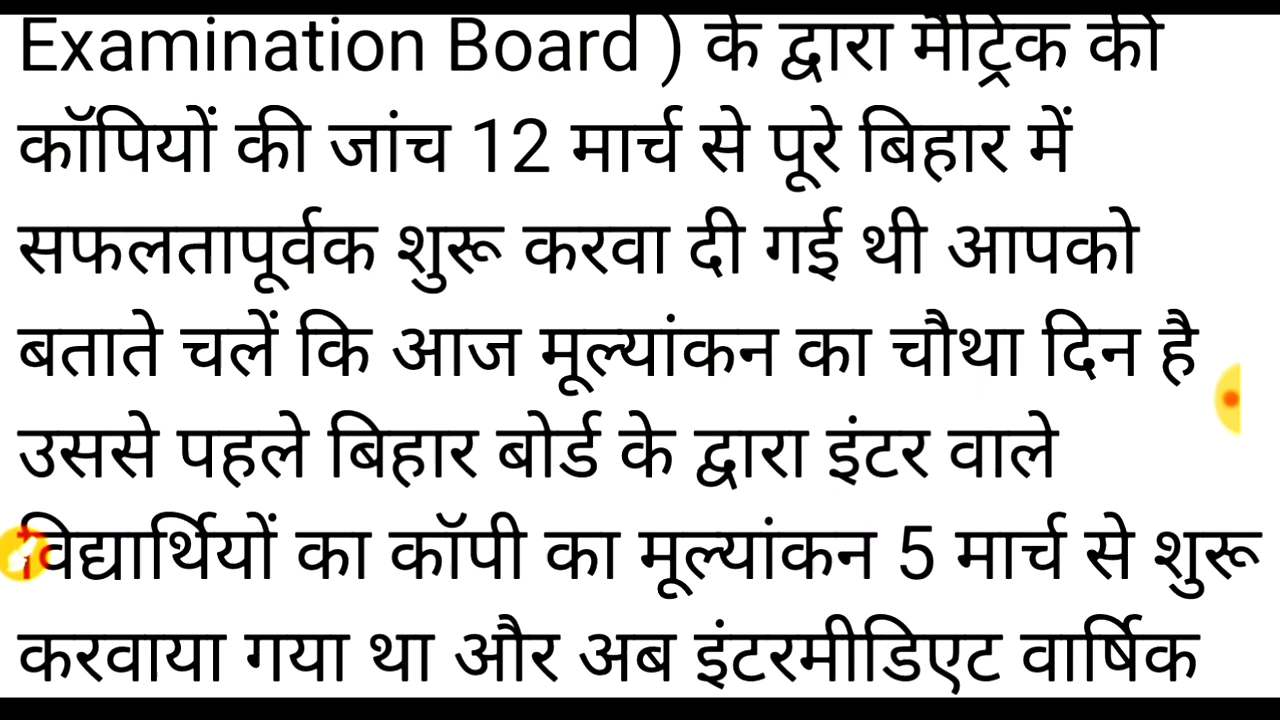 Examination Board ) के द्वारा मैट्रिक की
कॉपियों की जांच 12 मार्च से पूरे बिहार में
सफलतापूर्वक शुरू करवा दी गई थी आपको
बताते चलें कि आज मूल्यांकन का चौथा दिन है
उससे पहले बिहार बोर्ड के द्वारा इंटर वाले
विद्यार्थियों का कॉपी का मूल्यांकन 5 मार्च से शुरू
करवाया गया था और अब इंटरमीडिएट वार्षिक